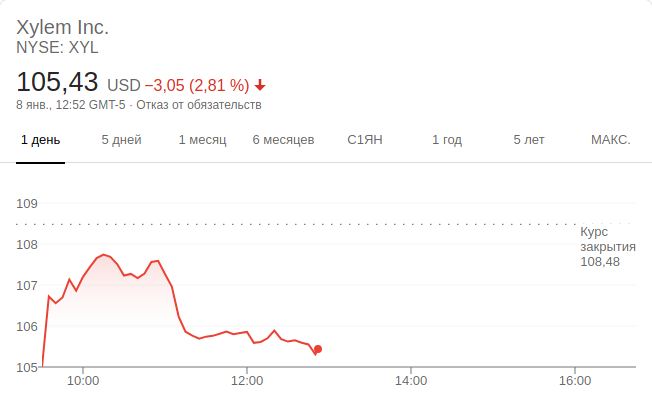 Xylem Inc.
NYSE: XYL
105,43 USD −3,05 (2,81 %)
8 янв., 12:52 GMT-5 · Отказ от обязательств
1 день 5 дней 1 месяц 6 месяцев С1ЯН 1 год 5 лет МАКС.
109
Курс
закрытия
108,48
108
107
106
105
10:00 12:00 14:00 16:00